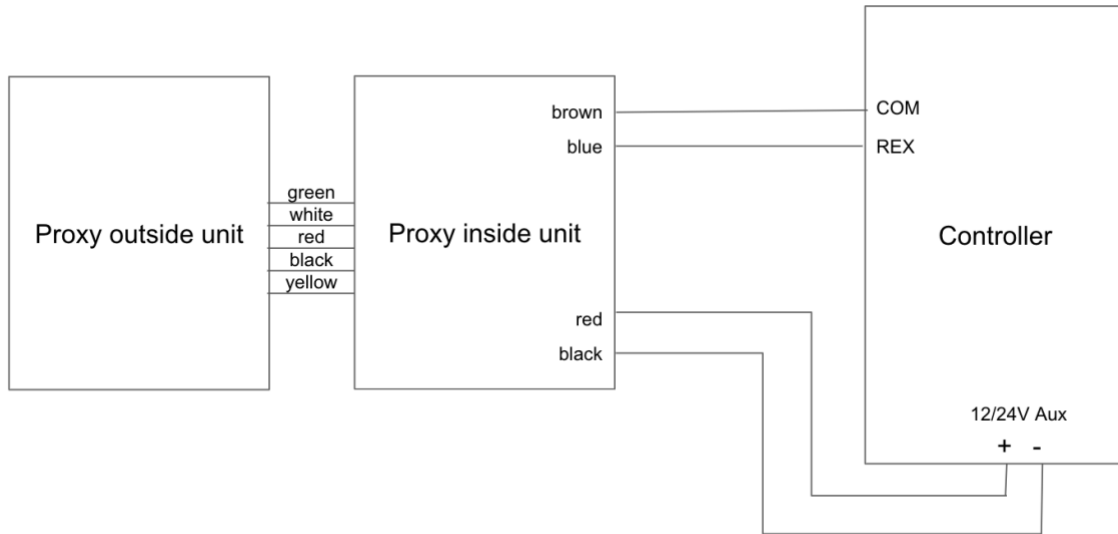 brown
COM
blue
REX
green
white
Proxy outside unit
red
Proxy inside unit
Controller
black
yellow
red
black
12/24V Aux
+ -